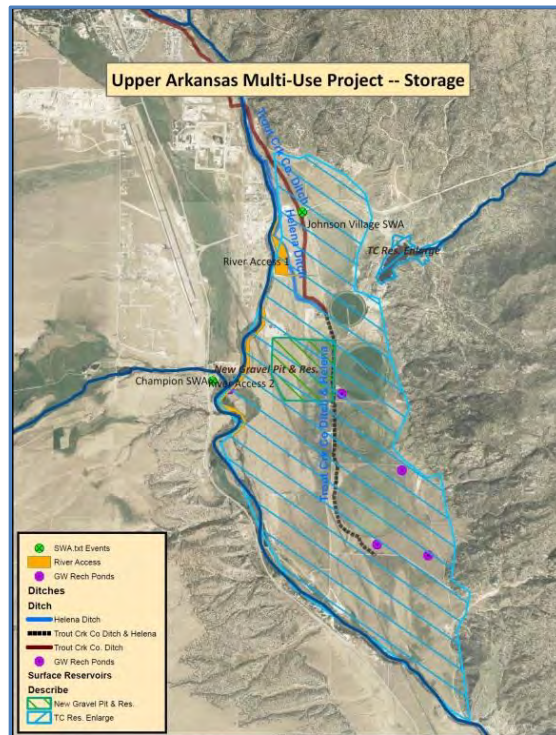 Upper Arkansas Multi-Use Project -- Storage
Trout Crk Co. Ditch
Helena Ditch
Johnson Village SWA
TC Res. Enlarge
River Access 1
New Gravel Pit & Res.
Champion SWA
River Access 2
Trout Crk Co Ditch & Helena
SWA.txt Events
River Access
GW Rech Ponds
Ditches
Ditch
Helena Ditch
Trout Crk Co Ditch & Helena
Trout Crk Co. Ditch
GW Rech Ponds
Surface Reservoirs
Describe
New Gravel Pit & Res.
TC Res. Enlarge